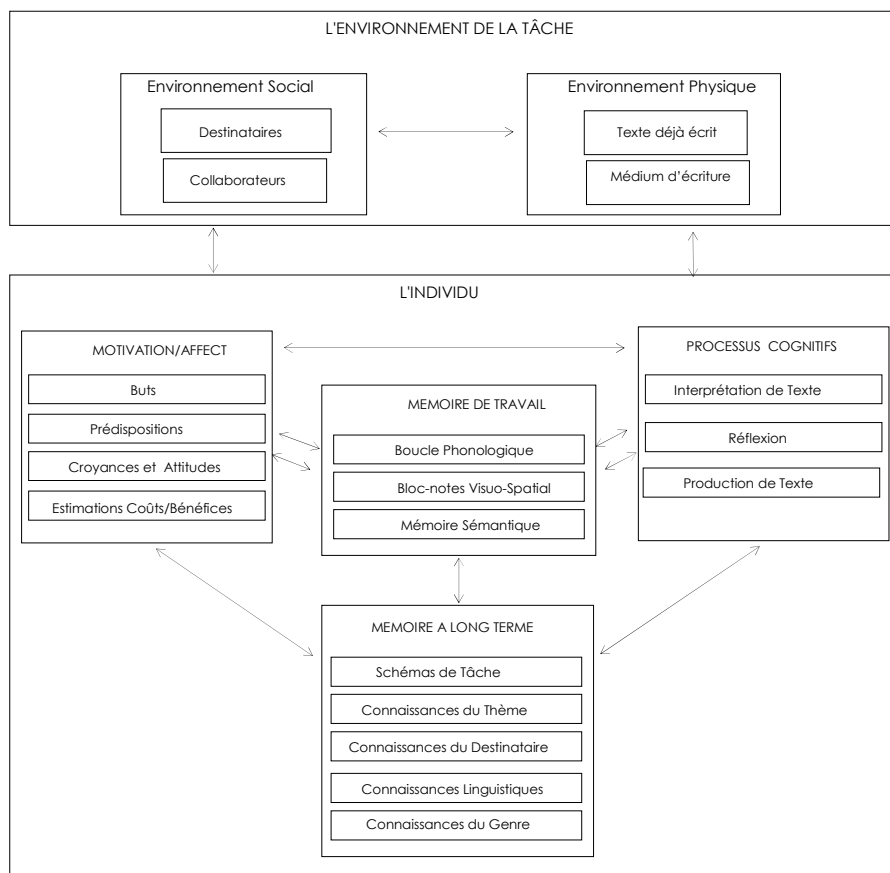 L'ENVIRONNEMENT DE LA TÂCHE
Environnement Social
Destinataires
Collaborateurs
Environnement Physique
Texte déjà écrit
Médium d'écriture
L'INDIVIDU
MOTIVATION/AFFECT
Buts
Prédispositions
Croyances et Attitudes
Estimations Coûts/Bénéfices
MEMOIRE DE TRAVAIL
Boucle Phonologique
Bloc-notes Visuo-Spatial
Mémoire Sémantique
PROCESSUS COGNITIFS
Interprétation de Texte
Réflexion
Production de Texte
MEMOIRE A LONG TERME
Schémas de Tâche
Connaissances du Thème
Connaissances du Destinataire
Connaissances Linguistiques
Connaissances du Genre